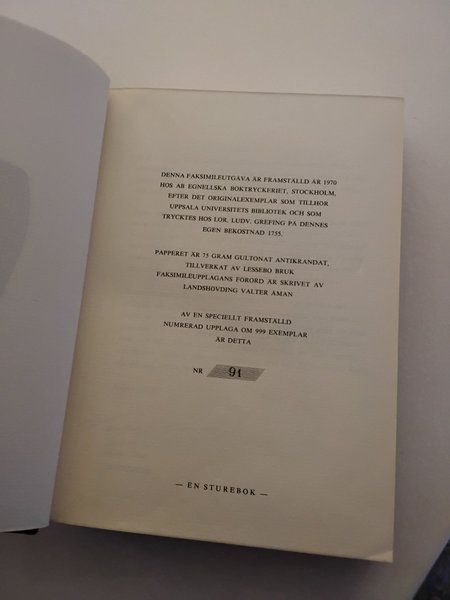 DENNA FAKSIMILEUTGÅVA ÄR FRAMSTÄLLD ÅR 1970
HOS AB EGNELLSKA BOKTRYCKERIET, STOCKHOLM,
EFTER DET ORIGINALEXEMPLAR SOM TILLHÖR
UPPSALA UNIVERSITETS BIBLIOTEK OCH SOM
TRYCKTES HOS LOR. LUDV. GREFING PÅ DENNES
EGEN BEKOSTNAD 1755.
PAPPERET ÄR 75 GRAM GULTONAT ANTIKRANDAT,
TILLVERKAT AV LESSEBO BRUK
FAKSIMILEUPPLAGANS FÖRORD ÄR SKRIVET AV
LANDSHÖVDING VALTER ÅMAN
AV EN SPECIELLT FRAMSTÄLLD
NUMRERAD UPPLAGA OM 999 EXEMPLAR
ÄR DETTA
NR 91
— EN STUREBOK —